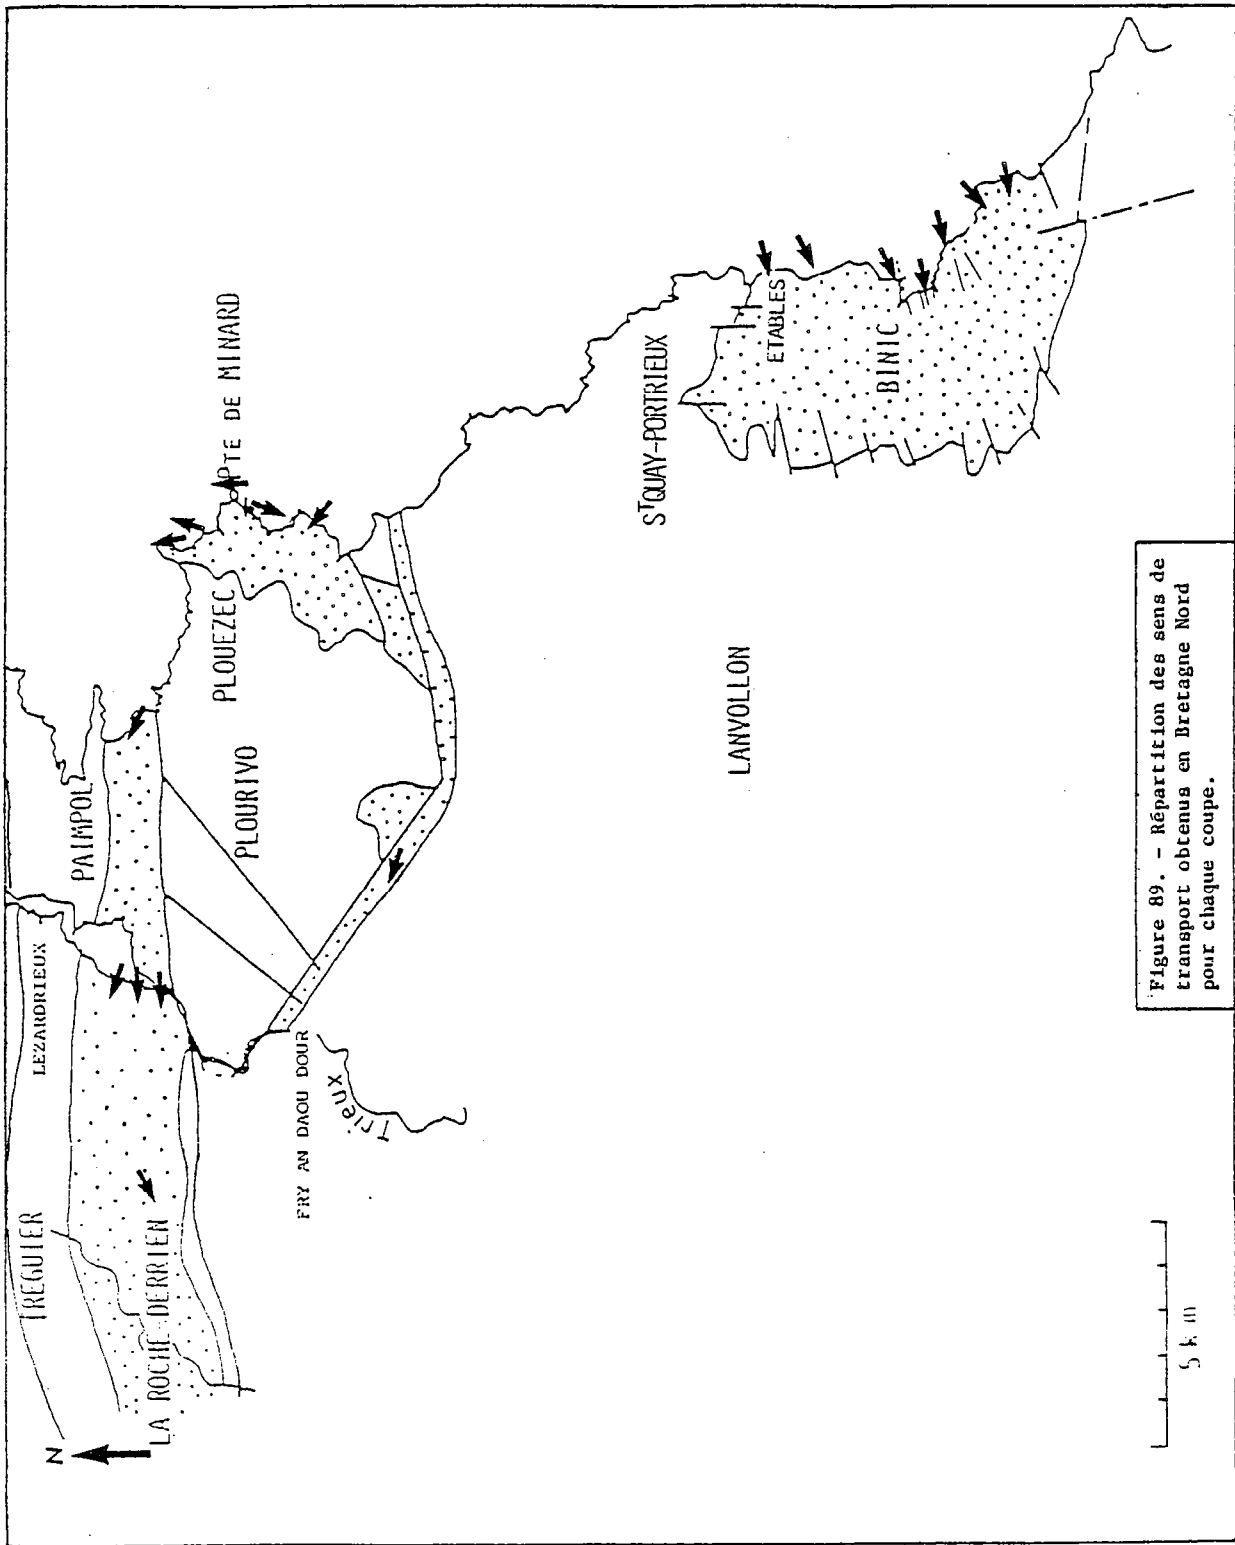 N
TREGUIER
LEZARDRIEUX
PAIMPOL
LA ROCHE DERRIEN
PLOURIVO
PLOUEZEC
PTE DE MINARD
FRY AN DAOU DOUR
Trieux
LANVOLLON
ST QUAY-PORTRIEUX
ETABLES
BINIC
5 km
Figure 89. - Répartition des sens de
transport obtenus en Bretagne Nord
pour chaque coupe.